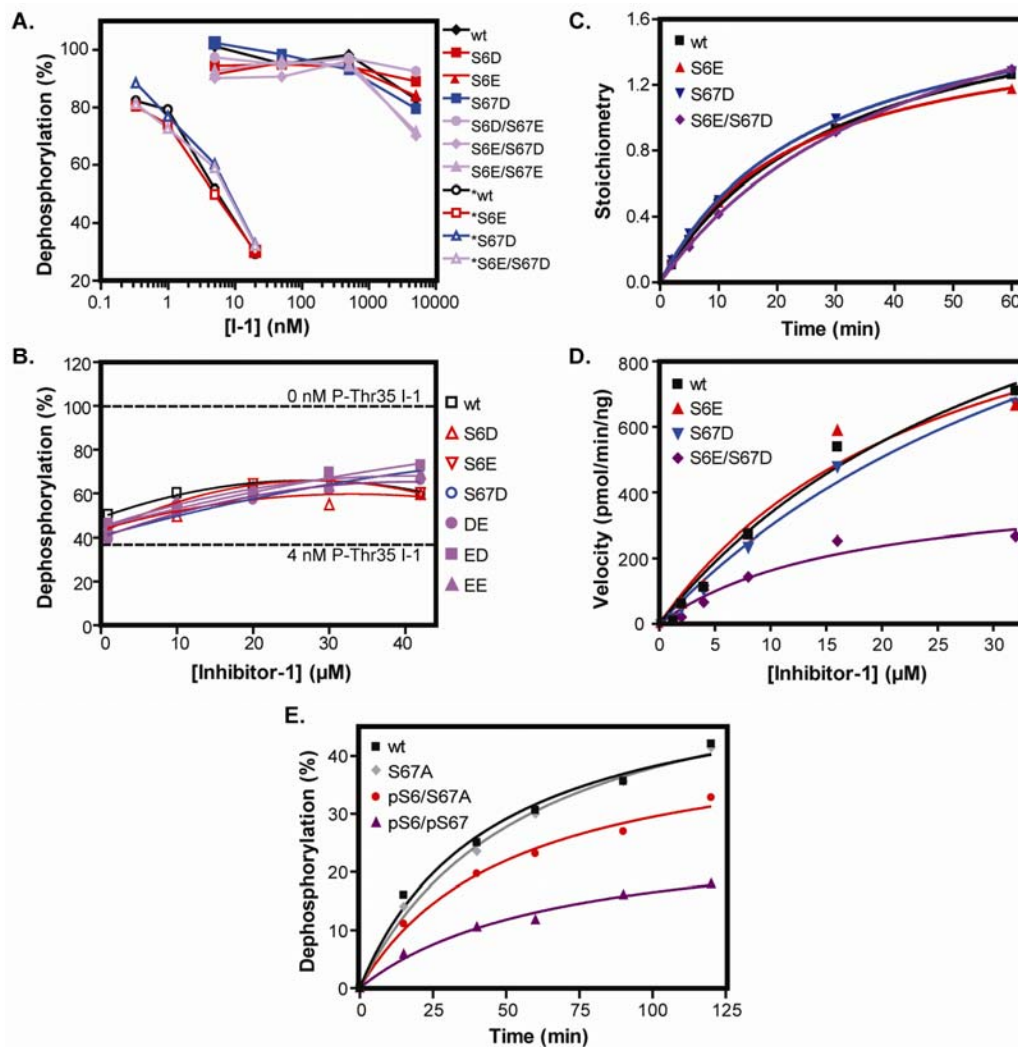 A.
Dephosphorylation (%)
100
80
60
40
20
0.1
1
10
100
1000
10000
[I-1] (nM)
wt
S6D
S6E
S67D
S6D/S67E
S6E/S67D
S6E/S67E
*wt
*S6E
*S67D
*S6E/S67D
C.
Stoichiometry
1.2
0.8
0.4
0.0
0
10
20
30
40
50
60
Time (min)
wt
S6E
S67D
S6E/S67D
B.
Dephosphorylation (%)
120
100
80
60
40
20
0
0
10
20
30
40
[Inhibitor-1] (µM)
0 nM P-Thr35 I-1
4 nM P-Thr35 I-1
wt
S6D
S6E
S67D
DE
ED
EE
D.
Velocity (pmol/min/ng)
800
600
400
200
0
0
5
10
15
20
25
30
[Inhibitor-1] (µM)
wt
S6E
S67D
S6E/S67D
E.
Dephosphorylation (%)
40
30
20
10
0
0
25
50
75
100
125
Time (min)
wt
S67A
pS6/S67A
pS6/pS67